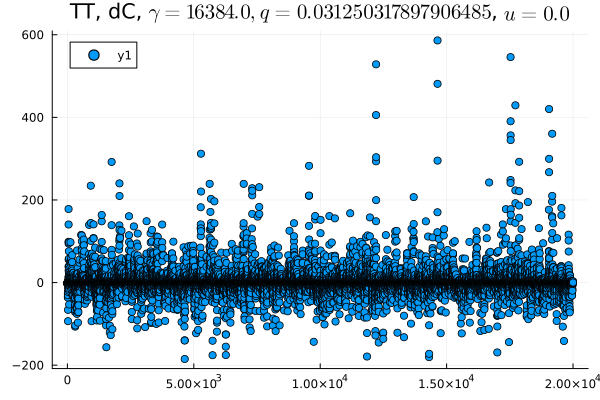 TT, dC, γ = 16384.0, q = 0.031250317897906485, u = 0.0
600
y1
400
200
0
−200
0 5.00×10³ 1.00×10⁴ 1.50×10⁴ 2.00×10⁴